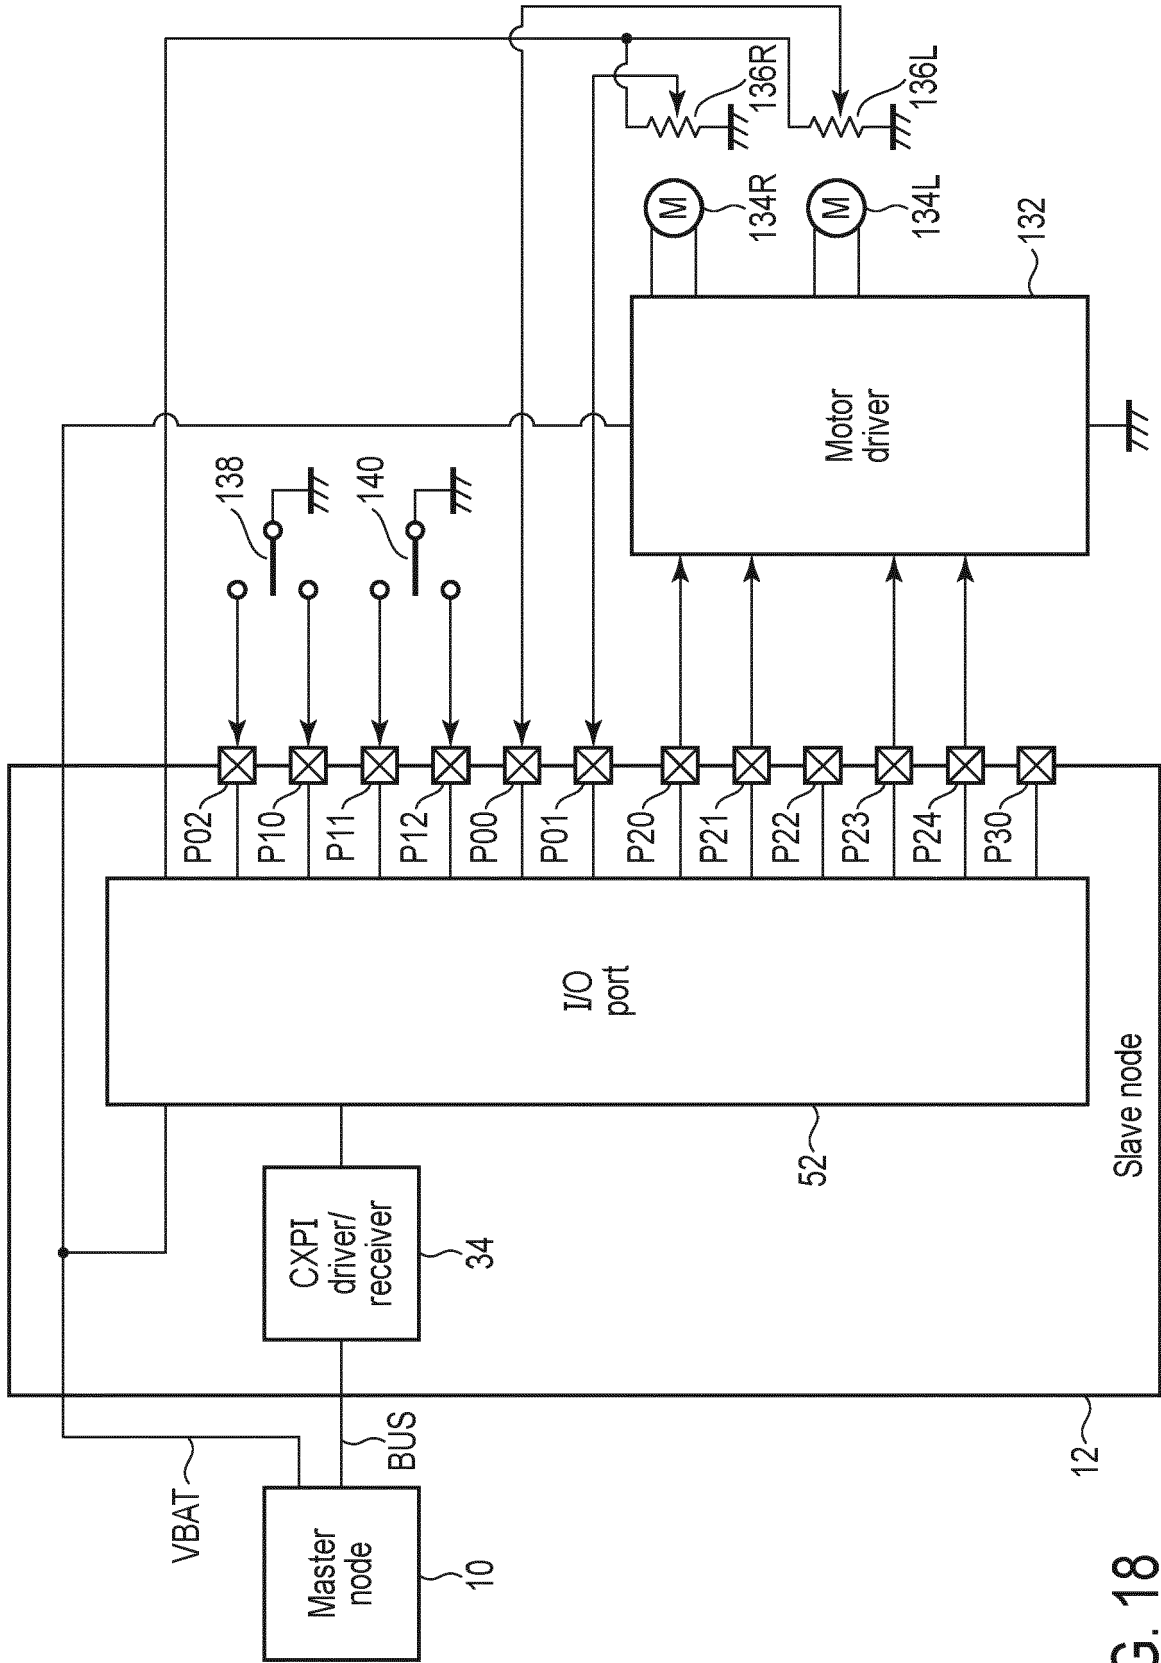 VBAT
Master
node
10
BUS
CXPI
driver/
receiver
34
12
Slave node
I/O
port
52
P02
P10
P11
P12
P00
P01
P20
P21
P22
P23
P24
P30
138
140
Motor
driver
132
134R
M
134L
M
136R
136L
G. 18